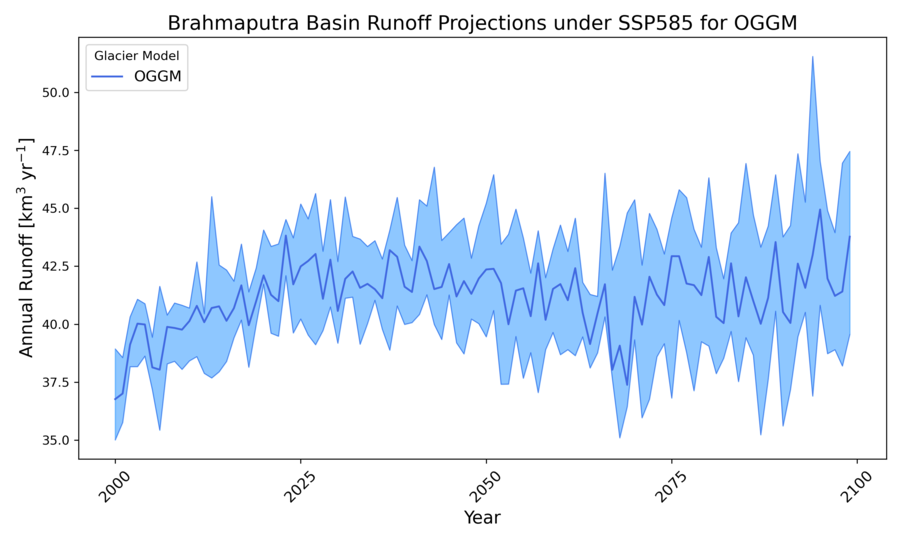 Brahmaputra Basin Runoff Projections under SSP585 for OGGM
Glacier Model
OGGM
Annual Runoff [km³ yr⁻¹]
50.0
47.5
45.0
42.5
40.0
37.5
35.0
2000
2025
2050
2075
2100
Year